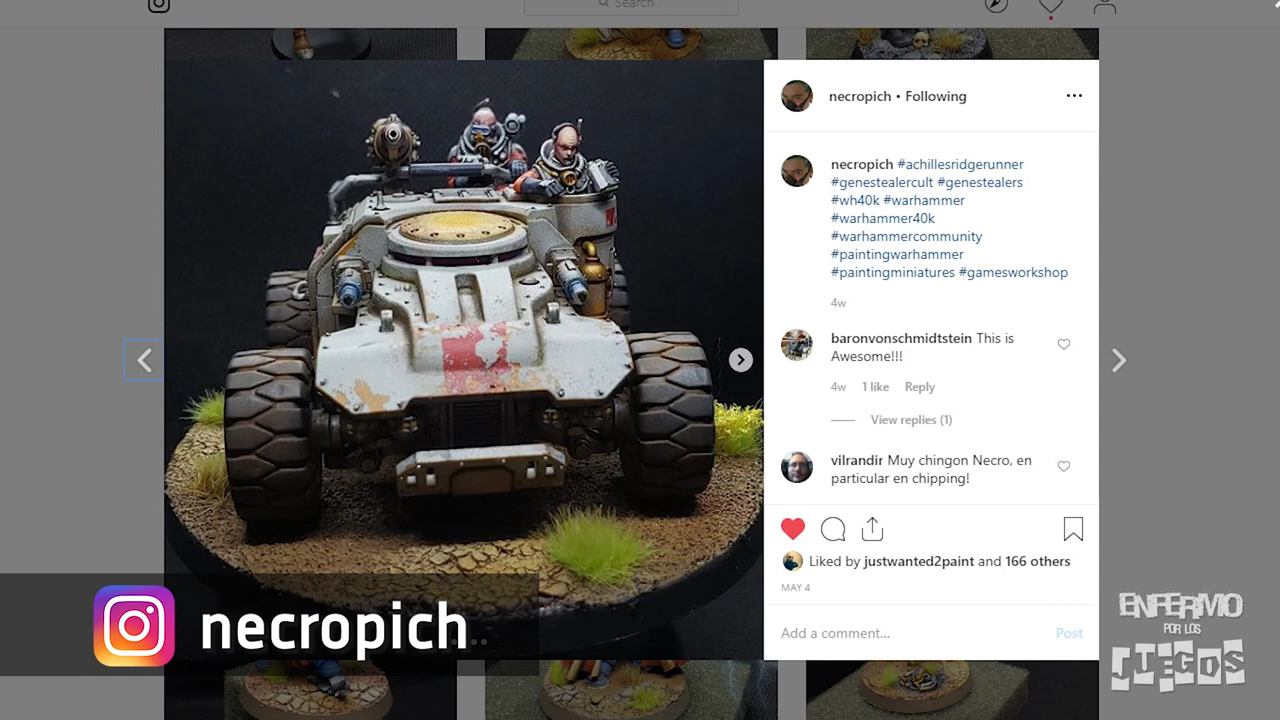 Search
necropich • Following
necropich #achillesridgerunner
#genestealercult #genestealers
#wh40k #warhammer
#warhammer40k
#warhammercommunity
#paintingwarhammer
#paintingminiatures #gamesworkshop
4w
baronvonschmidtstein This is
Awesome!!!
4w 1 like Reply
View replies (1)
vilrandir Muy chingon Necro, en
particular en chipping!
Liked by justwanted2paint and 166 others
MAY 4
Add a comment... Post
necropich...
ENFERMO
POR LOS
JUEGOS